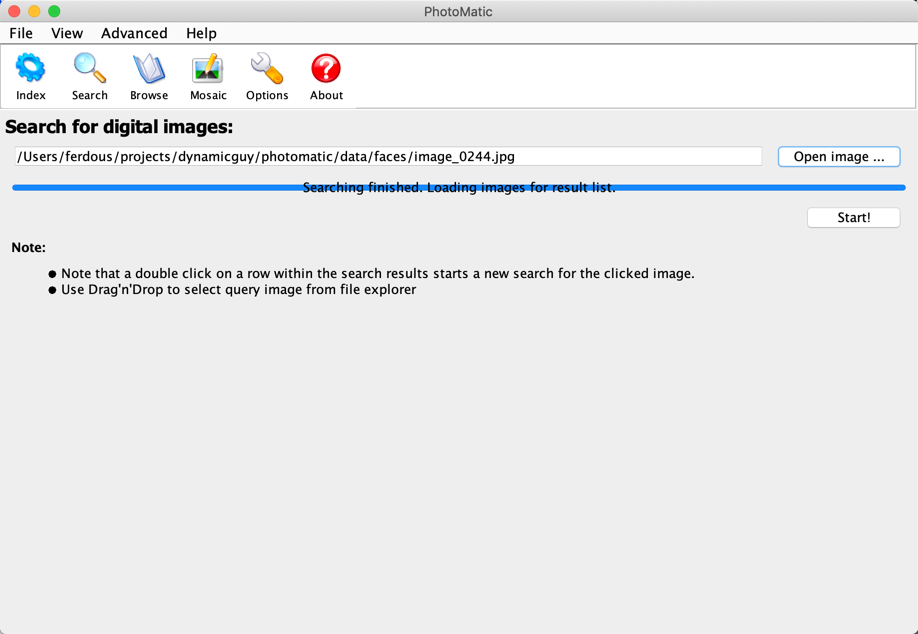 PhotoMatic
File View Advanced Help
Index Search Browse Mosaic Options About
Search for digital images:
/Users/ferdous/projects/dynamicguy/photomatic/data/faces/image_0244.jpg Open image ...
Searching finished. Loading images for result list.
Start!
Note:
● Note that a double click on a row within the search results starts a new search for the clicked image.
● Use Drag'n'Drop to select query image from file explorer